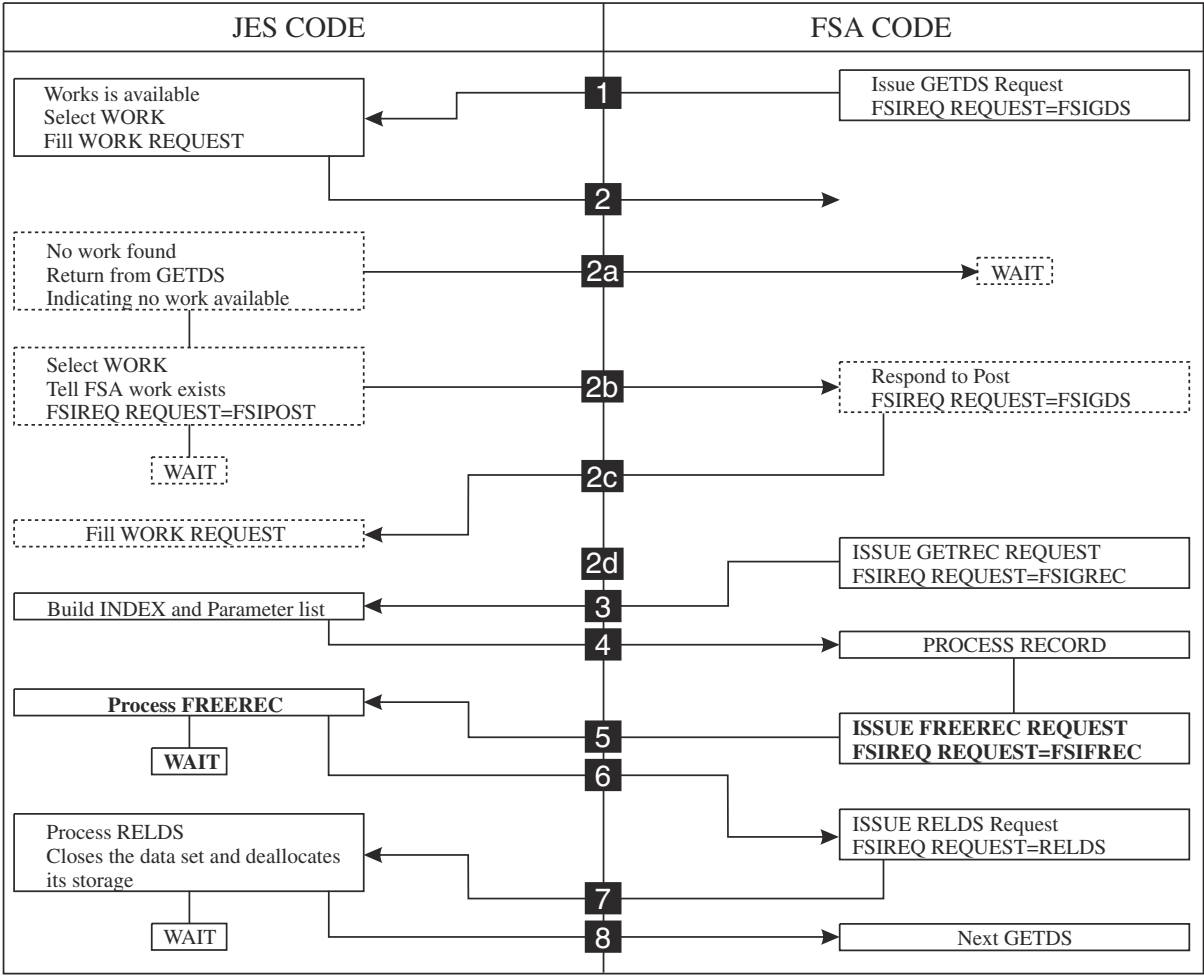 JES CODE
FSA CODE
Works is available
Select WORK
Fill WORK REQUEST
1
Issue GETDS Request
FSIREQ REQUEST=FSIGDS
2
No work found
Return from GETDS
Indicating no work available
2a
WAIT
Select WORK
Tell FSA work exists
FSIREQ REQUEST=FSIPOST
2b
Respond to Post
FSIREQ REQUEST=FSIGDS
WAIT
2c
Fill WORK REQUEST
2d
ISSUE GETREC REQUEST
FSIREQ REQUEST=FSIGREC
Build INDEX and Parameter list
3
4
PROCESS RECORD
Process FREEREC
5
ISSUE FREEREC REQUEST
FSIREQ REQUEST=FSIFREC
WAIT
6
Process RELDS
Closes the data set and deallocates
its storage
ISSUE RELDS Request
FSIREQ REQUEST=RELDS
7
WAIT
8
Next GETDS